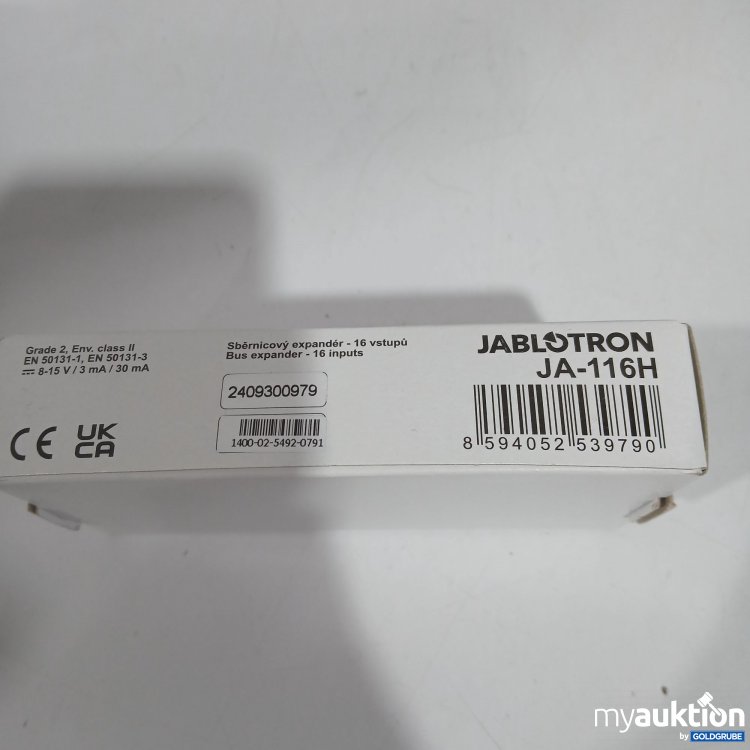 Grade 2, Env. class II
EN 50131-1, EN 50131-3
8-15 V / 3 mA / 30 mA
CE UK
CA
Sběrnicový expandér - 16 vstupů
Bus expander - 16 inputs
2409300979
1400-02-5492-0791
JABLOTRON
JA-116H
8 594052 539790
myauktion
by GOLDGRUBE